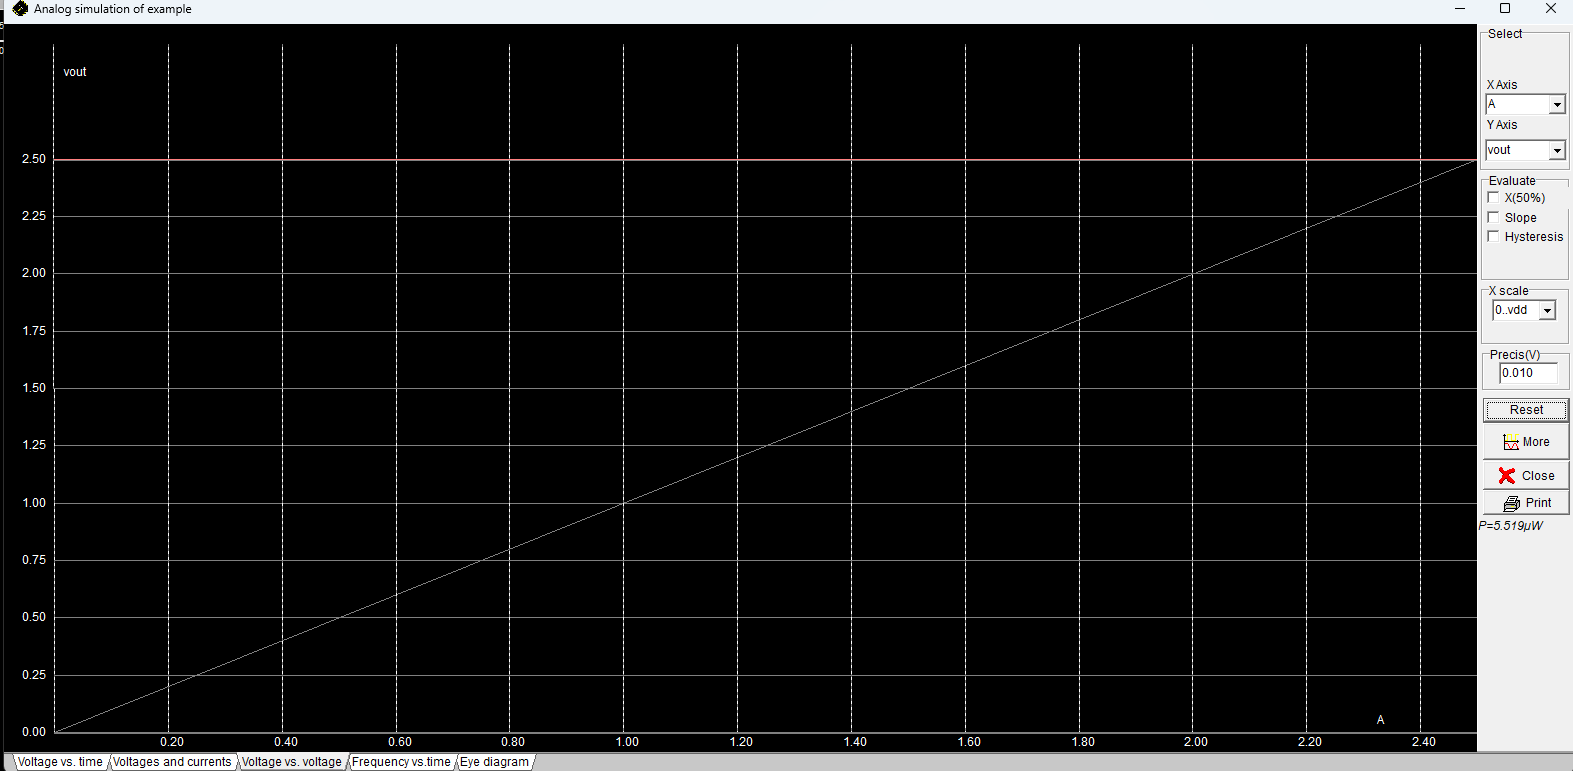 Analog simulation of example
vout
2.50
2.25
2.00
1.75
1.50
1.25
1.00
0.75
0.50
0.25
0.00
A
0.20 0.40 0.60 0.80 1.00 1.20 1.40 1.60 1.80 2.00 2.20 2.40
Voltage vs. time Voltages and currents Voltage vs. voltage Frequency vs.time Eye diagram
Select
X Axis
A
Y Axis
vout
Evaluate
X(50%)
Slope
Hysteresis
X scale
0..vdd
Precis(V)
0.010
Reset
More
Close
Print
P=5.519µW